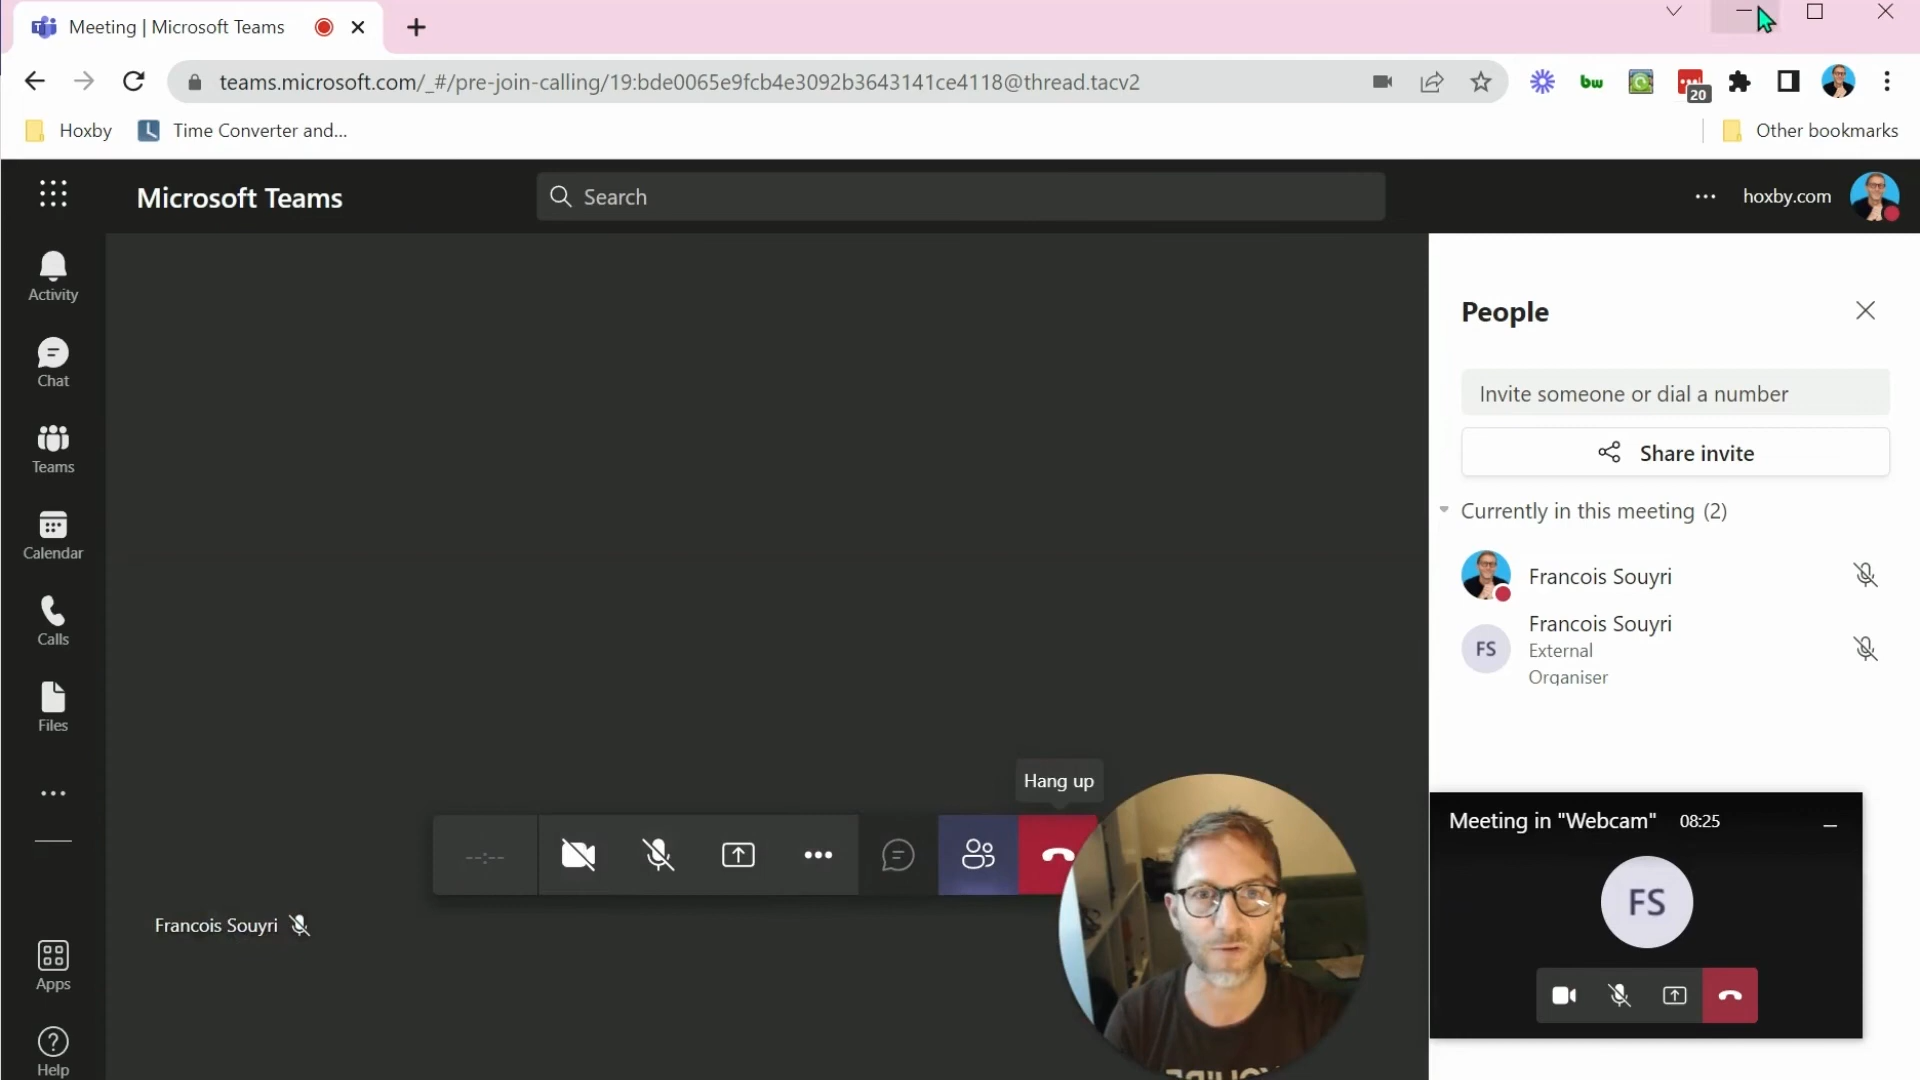 Meeting | Microsoft Teams
teams.microsoft.com/_#/pre-join-calling/19:bde0065e9fcb4e3092b3643141ce4118@thread.tacv2
bw
20
Hoxby
Time Converter and...
Other bookmarks
Microsoft Teams
Search
hoxby.com
Activity
Chat
Teams
Calendar
Calls
Files
Apps
Help
People
Invite someone or dial a number
Share invite
Currently in this meeting (2)
Francois Souyri
FS
Francois Souyri
External
Organiser
Hang up
--:--
Francois Souyri
Meeting in "Webcam" 08:25
FS